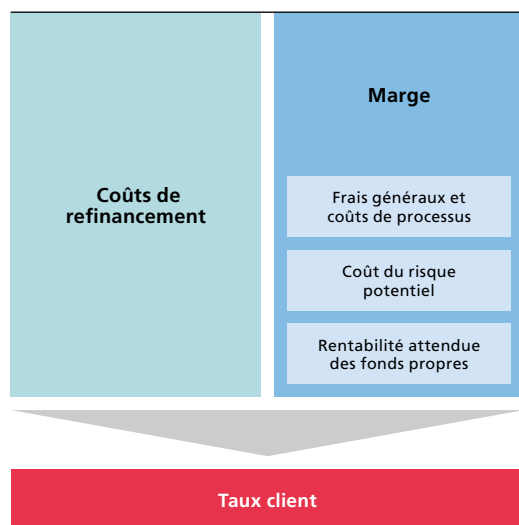 Coûts de
refinancement
Marge
Frais généraux et
coûts de processus
Coût du risque
potentiel
Rentabilité attendue
des fonds propres
Taux client